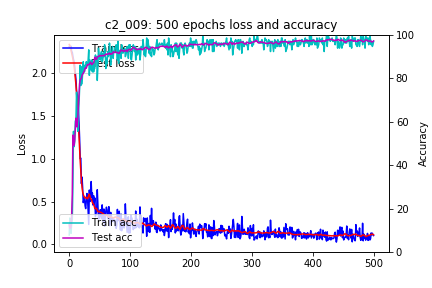 c2_009: 500 epochs loss and accuracy
Train loss
Test loss
Train acc
Test acc
Loss
Accuracy
2.0
1.5
1.0
0.5
0.0
100
80
60
40
20
0
0
100
200
300
400
500